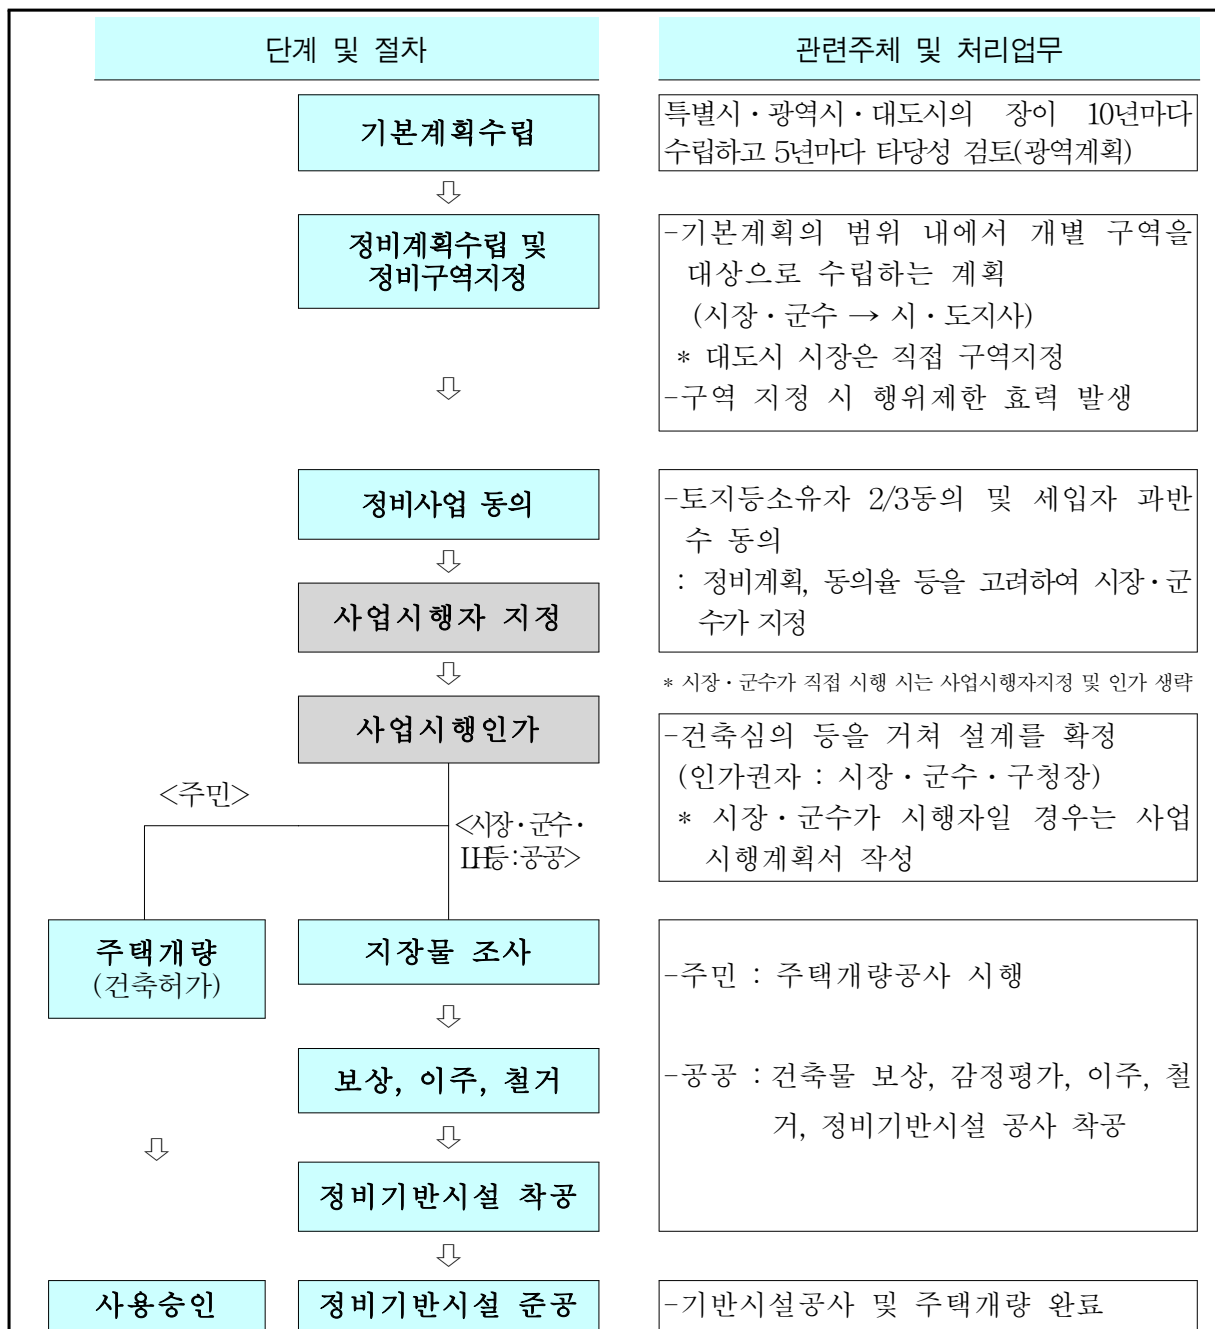 단계 및 절차
관련주체 및 처리업무
기본계획수립
특별시・광역시・대도시의 장이 10년마다
수립하고 5년마다 타당성 검토(광역계획)
⇩
정비계획수립 및
정비구역지정
-기본계획의 범위 내에서 개별 구역을
대상으로 수립하는 계획
(시장・군수 → 시・도지사)
* 대도시 시장은 직접 구역지정
-구역 지정 시 행위제한 효력 발생
⇩
정비사업 동의
⇩
사업시행자 지정
-토지등소유자 2/3동의 및 세입자 과반
수 동의
: 정비계획, 동의율 등을 고려하여 시장・군
수가 지정
⇩
* 시장・군수가 직접 시행 시는 사업시행자지정 및 인가 생략
사업시행인가
-건축심의 등을 거쳐 설계를 확정
(인가권자 : 시장・군수・구청장)
* 시장・군수가 시행자일 경우는 사업
시행계획서 작성
<주민>
<시장・군수・
LH등:공공>
주택개량
(건축허가)
지장물 조사
⇩
보상, 이주, 철거
⇩
⇩
정비기반시설 착공
⇩
-주민 : 주택개량공사 시행
-공공 : 건축물 보상, 감정평가, 이주, 철
거, 정비기반시설 공사 착공
사용승인
정비기반시설 준공
-기반시설공사 및 주택개량 완료